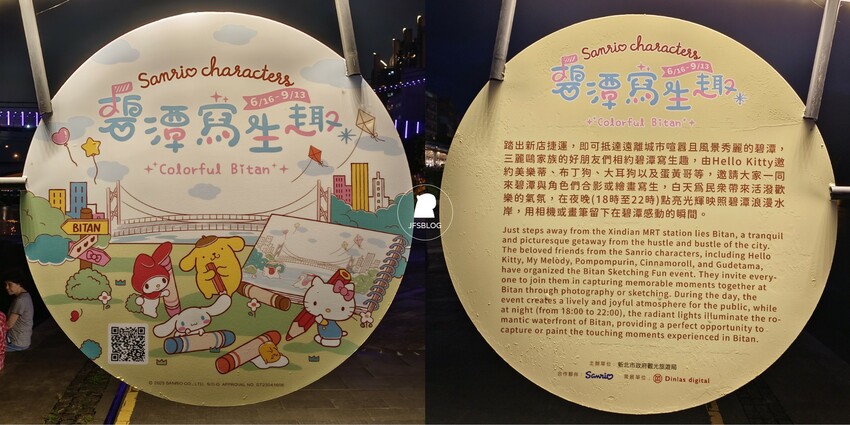 Sanrio characters
碧潭寫生趣
6/16-9/13
Colorful Bitan
BITAN
JFSBLOG
Sanrio characters
碧潭寫生趣
6/16-9/13
Colorful Bitan
踏出新店捷運，即可抵達遠離城市喧囂且風景秀麗的碧潭，
三麗鷗家族的好朋友們相約碧潭寫生趣，由Hello Kitty邀
約美樂蒂、布丁狗、大耳狗以及蛋黃哥等，邀請大家一同
來碧潭與角色們合影或繪畫寫生，白天為民衆帶來活潑歡
樂的氣氛，在夜晚(18時至22時)點亮光輝映照碧潭浪漫水
岸，用相機或畫筆留下在碧潭感動的瞬間。
Just steps away from the Xindian MRT station lies Bitan, a tranquil
and picturesque getaway from the hustle and bustle of the city.
The beloved friends from the Sanrio characters, including Hello
Kitty, My Melody, Pompompurin, Cinnamoroll, and Gudetama,
have organized the Bitan Sketching Fun event. They invite every-
one to join them in capturing memorable moments together at
Bitan through photography or sketching. During the day, the
event creates a lively and joyful atmosphere for the public, while
at night (from 18:00 to 22:00), the radiant lights illuminate the ro-
mantic waterfront of Bitan, providing a perfect opportunity to
capture or paint the touching moments experienced in Bitan.
主辦單位：新北市政府觀光旅遊局
合作夥伴 Sanrio 策展單位：Dinlas digital